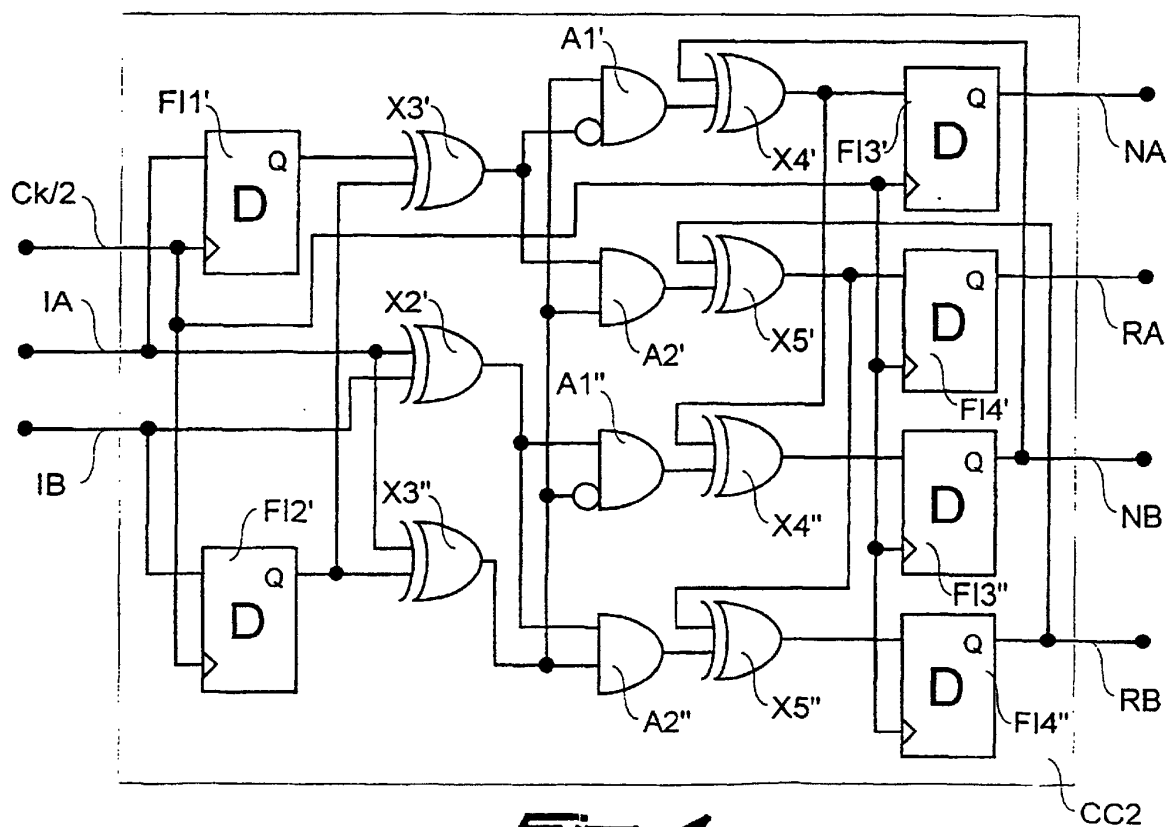 A1'
FI1'
X3'
Q
D
X4'
FI3'
Q
D
NA
Ck/2
IA
X2'
Q
D
A2'
X5'
FI4'
RA
A1"
IB
X3"
Q
D
X4"
FI3"
NB
FI2'
Q
D
A2"
X5"
Q
D
FI4"
RB
CC2